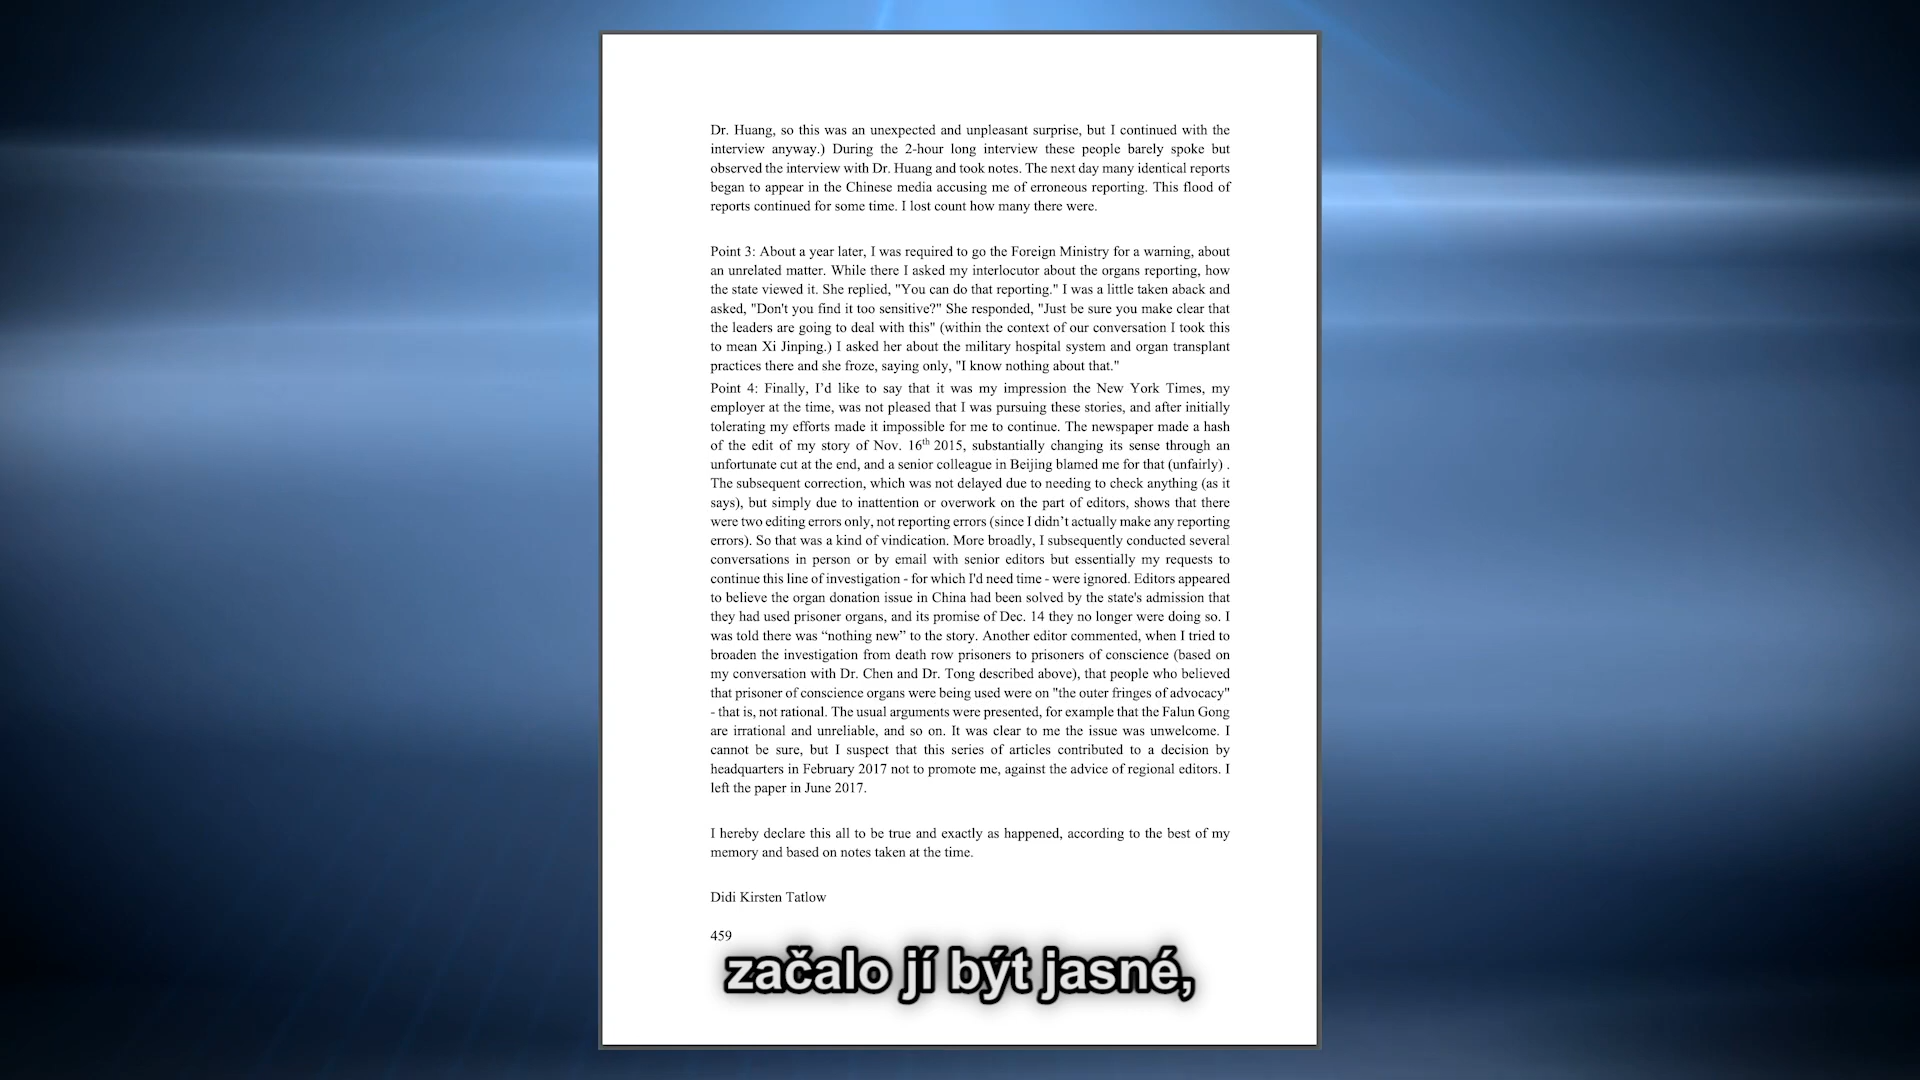 Dr. Huang, so this was an unexpected and unpleasant surprise, but I continued with the
interview anyway.) During the 2-hour long interview these people barely spoke but
observed the interview with Dr. Huang and took notes. The next day many identical reports
began to appear in the Chinese media accusing me of erroneous reporting. This flood of
reports continued for some time. I lost count how many there were.
Point 3: About a year later, I was required to go the Foreign Ministry for a warning, about
an unrelated matter. While there I asked my interlocutor about the organs reporting, how
the state viewed it. She replied, "You can do that reporting." I was a little taken aback and
asked, "Don't you find it too sensitive?" She responded, "Just be sure you make clear that
the leaders are going to deal with this" (within the context of our conversation I took this
to mean Xi Jinping.) I asked her about the military hospital system and organ transplant
practices there and she froze, saying only, "I know nothing about that."
Point 4: Finally, I’d like to say that it was my impression the New York Times, my
employer at the time, was not pleased that I was pursuing these stories, and after initially
tolerating my efforts made it impossible for me to continue. The newspaper made a hash
of the edit of my story of Nov. 16th 2015, substantially changing its sense through an
unfortunate cut at the end, and a senior colleague in Beijing blamed me for that (unfairly) .
The subsequent correction, which was not delayed due to needing to check anything (as it
says), but simply due to inattention or overwork on the part of editors, shows that there
were two editing errors only, not reporting errors (since I didn’t actually make any reporting
errors). So that was a kind of vindication. More broadly, I subsequently conducted several
conversations in person or by email with senior editors but essentially my requests to
continue this line of investigation - for which I'd need time - were ignored. Editors appeared
to believe the organ donation issue in China had been solved by the state's admission that
they had used prisoner organs, and its promise of Dec. 14 they no longer were doing so. I
was told there was “nothing new” to the story. Another editor commented, when I tried to
broaden the investigation from death row prisoners to prisoners of conscience (based on
my conversation with Dr. Chen and Dr. Tong described above), that people who believed
that prisoner of conscience organs were being used were on "the outer fringes of advocacy"
- that is, not rational. The usual arguments were presented, for example that the Falun Gong
are irrational and unreliable, and so on. It was clear to me the issue was unwelcome. I
cannot be sure, but I suspect that this series of articles contributed to a decision by
headquarters in February 2017 not to promote me, against the advice of regional editors. I
left the paper in June 2017.
I hereby declare this all to be true and exactly as happened, according to the best of my
memory and based on notes taken at the time.
Didi Kirsten Tatlow
459
začalo jí být jasné,